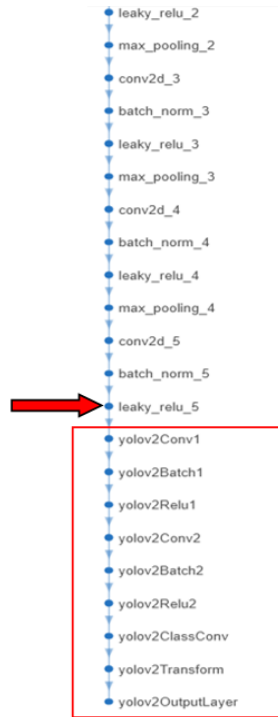 leaky_relu_2
max_pooling_2
conv2d_3
batch_norm_3
leaky_relu_3
max_pooling_3
conv2d_4
batch_norm_4
leaky_relu_4
max_pooling_4
conv2d_5
batch_norm_5
leaky_relu_5
yolov2Conv1
yolov2Batch1
yolov2Relu1
yolov2Conv2
yolov2Batch2
yolov2Relu2
yolov2ClassConv
yolov2Transform
yolov2OutputLayer